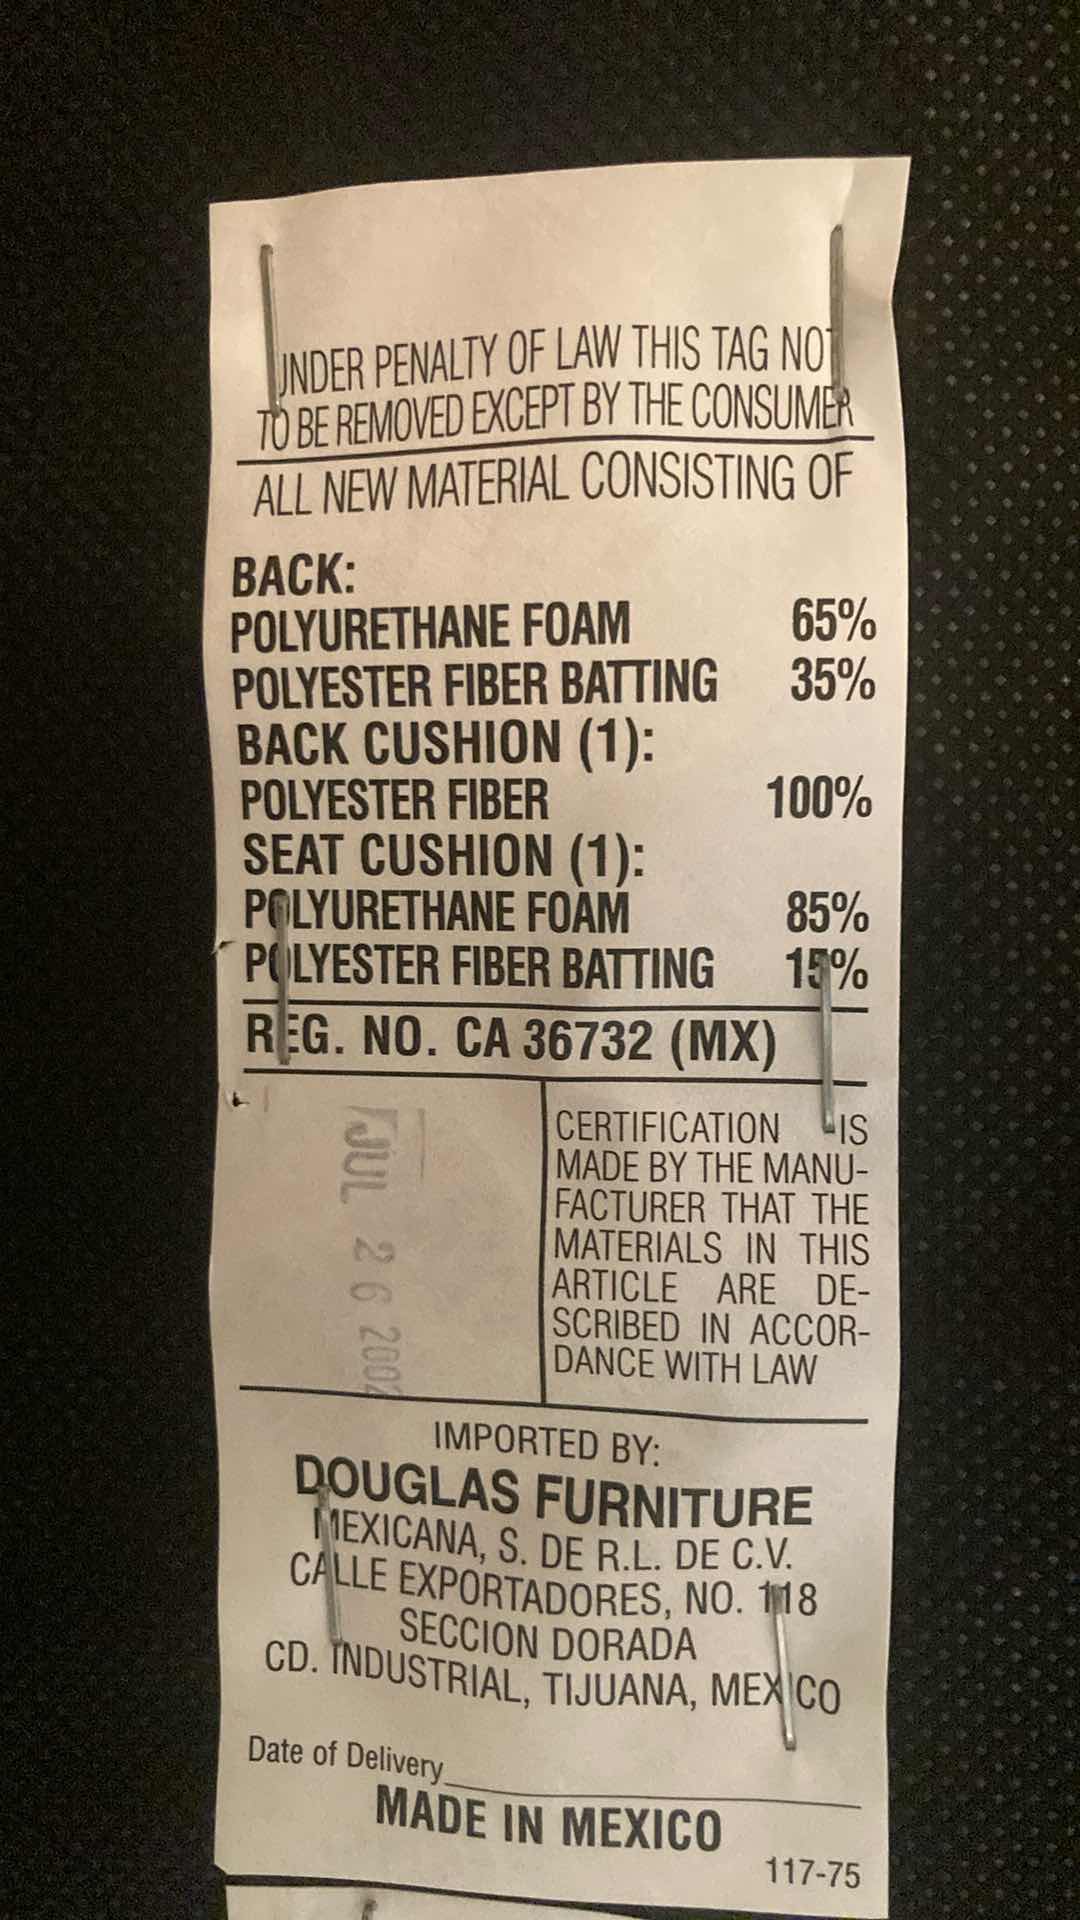 UNDER PENALTY OF LAW THIS TAG NOT
TO BE REMOVED EXCEPT BY THE CONSUMER
ALL NEW MATERIAL CONSISTING OF
BACK:
POLYURETHANE FOAM 65%
POLYESTER FIBER BATTING 35%
BACK CUSHION (1):
POLYESTER FIBER 100%
SEAT CUSHION (1):
POLYURETHANE FOAM 85%
POLYESTER FIBER BATTING 15%
REG. NO. CA 36732 (MX)
JUL 26 2002
CERTIFICATION IS
MADE BY THE MANU-
FACTURER THAT THE
MATERIALS IN THIS
ARTICLE ARE DE-
SCRIBED IN ACCOR-
DANCE WITH LAW
IMPORTED BY:
DOUGLAS FURNITURE
MEXICANA, S. DE R.L. DE C.V.
CALLE EXPORTADORES, NO. 118
SECCION DORADA
CD. INDUSTRIAL, TIJUANA, MEXICO
Date of Delivery
MADE IN MEXICO
117-75